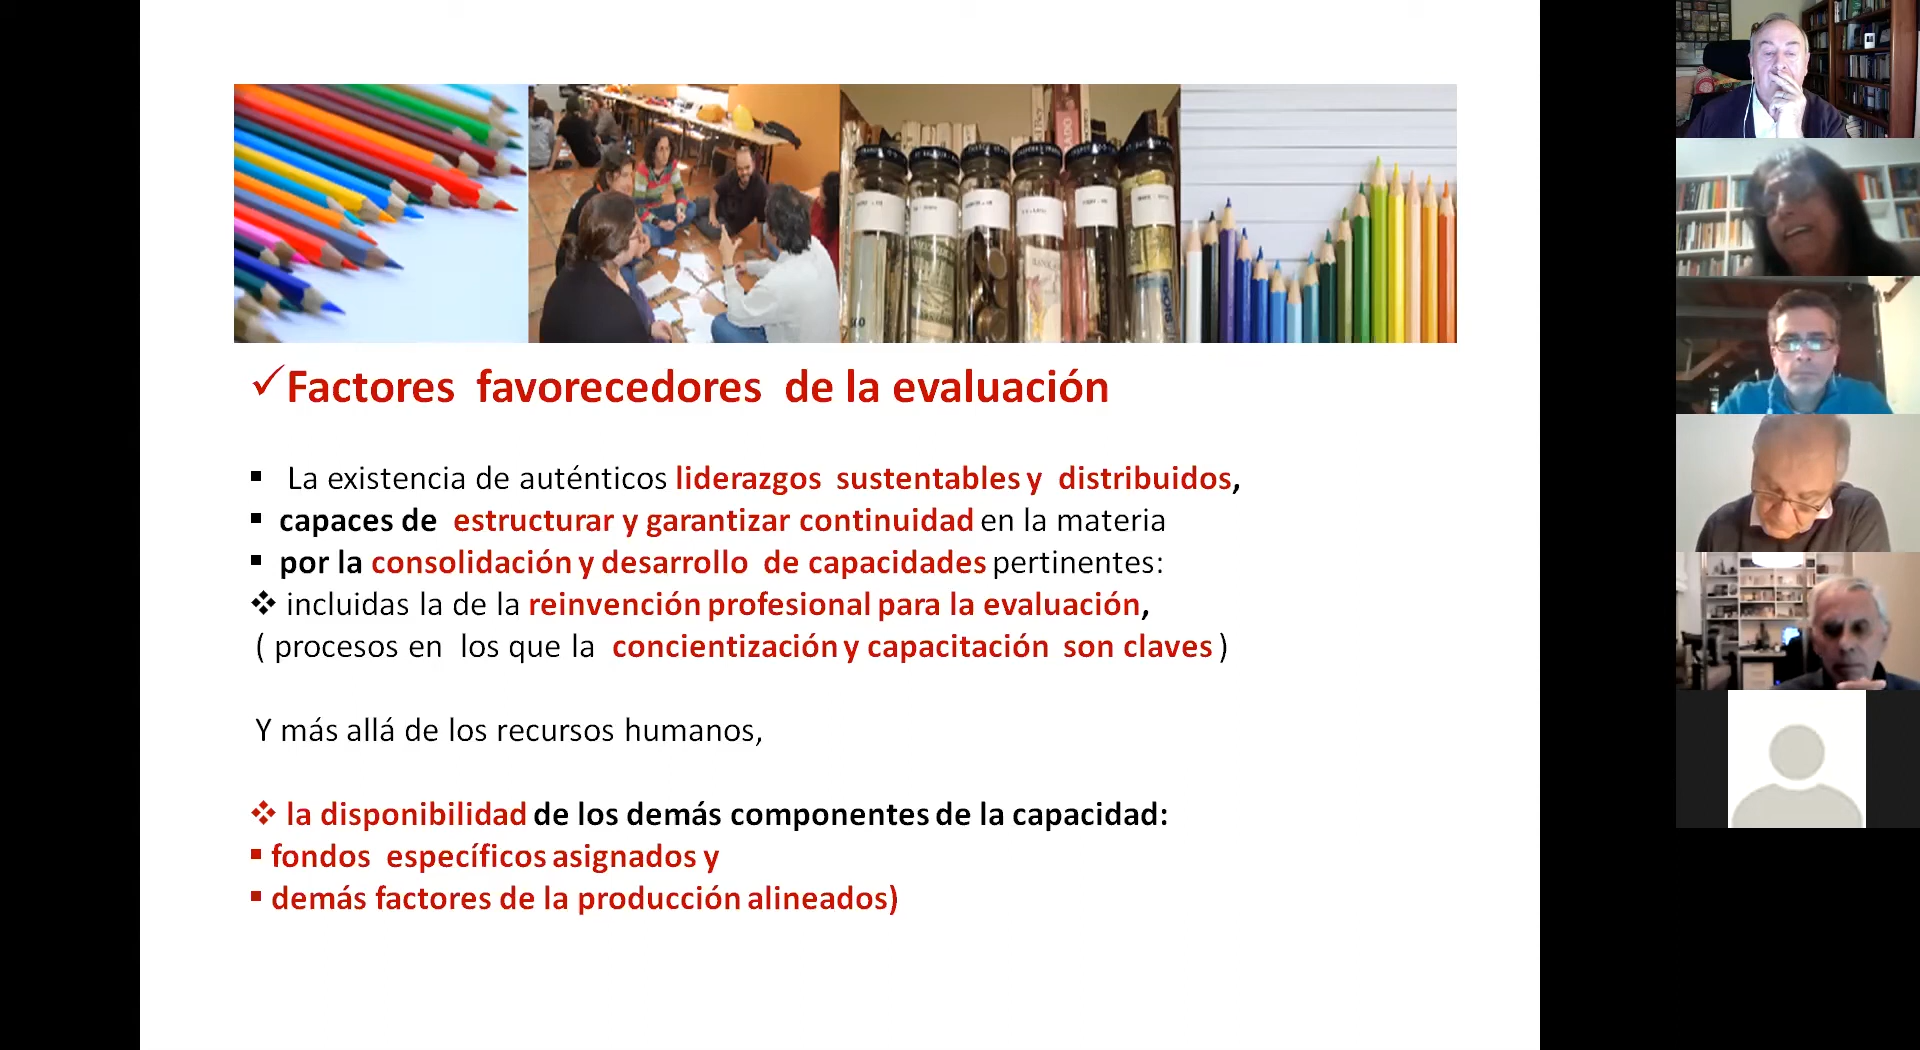 ✓Factores favorecedores de la evaluación
▪ La existencia de auténticos liderazgos sustentables y distribuidos,
▪ capaces de estructurar y garantizar continuidad en la materia
▪ por la consolidación y desarrollo de capacidades pertinentes:
❖ incluidas la de la reinvención profesional para la evaluación,
( procesos en los que la concientización y capacitación son claves )
Y más allá de los recursos humanos,
❖ la disponibilidad de los demás componentes de la capacidad:
▪ fondos específicos asignados y
▪ demás factores de la producción alineados)